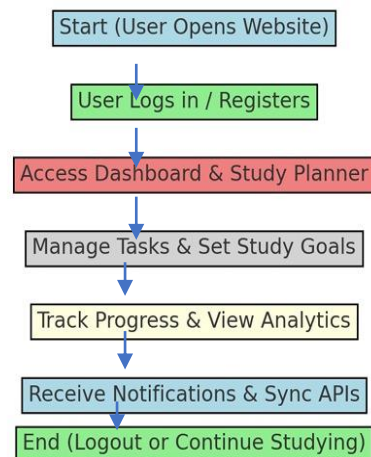 Start (User Opens Website)
User Logs in / Registers
Access Dashboard & Study Planner
Manage Tasks & Set Study Goals
Track Progress & View Analytics
Receive Notifications & Sync APIs
End (Logout or Continue Studying)